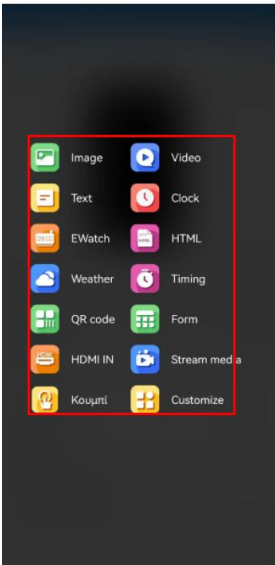 Image Video
Text Clock
EWatch HTML
Weather Timing
QR code Form
HDMI IN Stream media
Κουμπί Customize